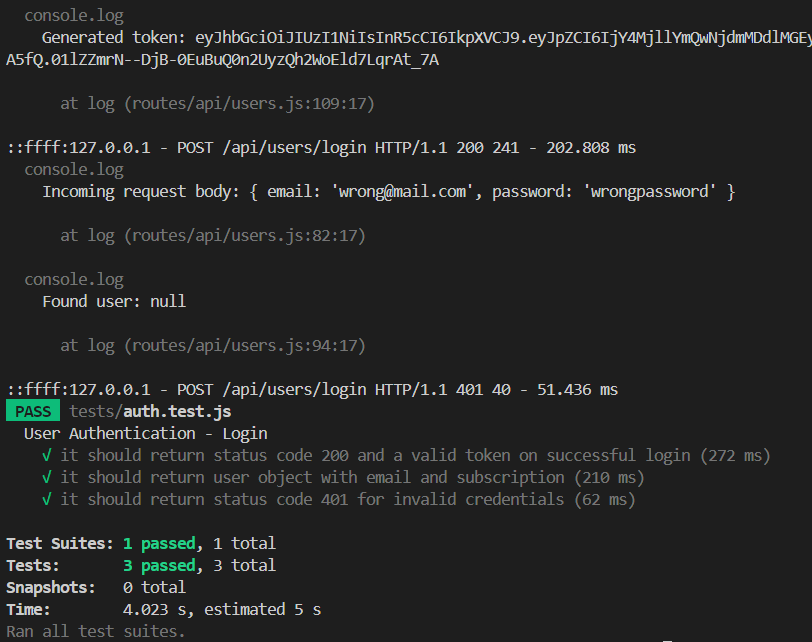 console.log
Generated token: eyJhbGciOiJIUzI1NiIsInR5cCI6IkpXVCJ9.eyJpZCI6IjY4MjllYmQwNjdmMDdlMGEy
A5fQ.01lZZmrN--DjB-0EuBuQ0n2UyzQh2WoEld7LqrAt_7A
at log (routes/api/users.js:109:17)
::ffff:127.0.0.1 - POST /api/users/login HTTP/1.1 200 241 - 202.808 ms
console.log
Incoming request body: { email: 'wrong@mail.com', password: 'wrongpassword' }
at log (routes/api/users.js:82:17)
console.log
Found user: null
at log (routes/api/users.js:94:17)
::ffff:127.0.0.1 - POST /api/users/login HTTP/1.1 401 40 - 51.436 ms
PASS tests/auth.test.js
User Authentication - Login
√ it should return status code 200 and a valid token on successful login (272 ms)
√ it should return user object with email and subscription (210 ms)
√ it should return status code 401 for invalid credentials (62 ms)
Test Suites: 1 passed, 1 total
Tests: 3 passed, 3 total
Snapshots: 0 total
Time: 4.023 s, estimated 5 s
Ran all test suites.